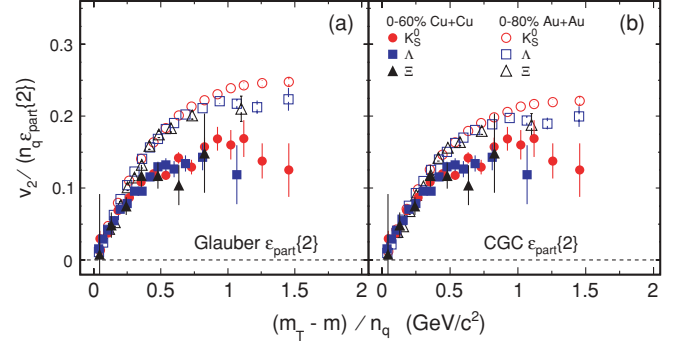 (a)
0-60% Cu+Cu 0-80% Au+Au (b)
K⁰_S K⁰_S
Λ Λ
Ξ Ξ
v₂ / (n_q ε_part{2})
0.3
0.2
0.1
0
Glauber ε_part{2}
CGC ε_part{2}
0 0.5 1 1.5 2 0 0.5 1 1.5 2
(m_T - m) / n_q (GeV/c²)